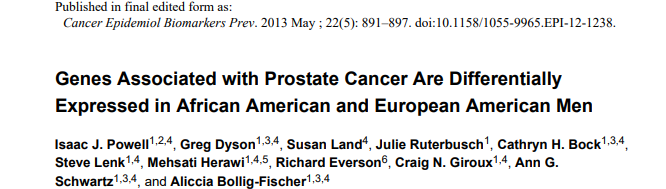 Published in final edited form as:
Cancer Epidemiol Biomarkers Prev. 2013 May ; 22(5): 891–897. doi:10.1158/1055-9965.EPI-12-1238.
Genes Associated with Prostate Cancer Are Differentially
Expressed in African American and European American Men
Isaac J. Powell1,2,4, Greg Dyson1,3,4, Susan Land4, Julie Ruterbusch1, Cathryn H. Bock1,3,4,
Steve Lenk1,4, Mehsati Herawi1,4,5, Richard Everson6, Craig N. Giroux1,4, Ann G.
Schwartz1,3,4, and Aliccia Bollig-Fischer1,3,4